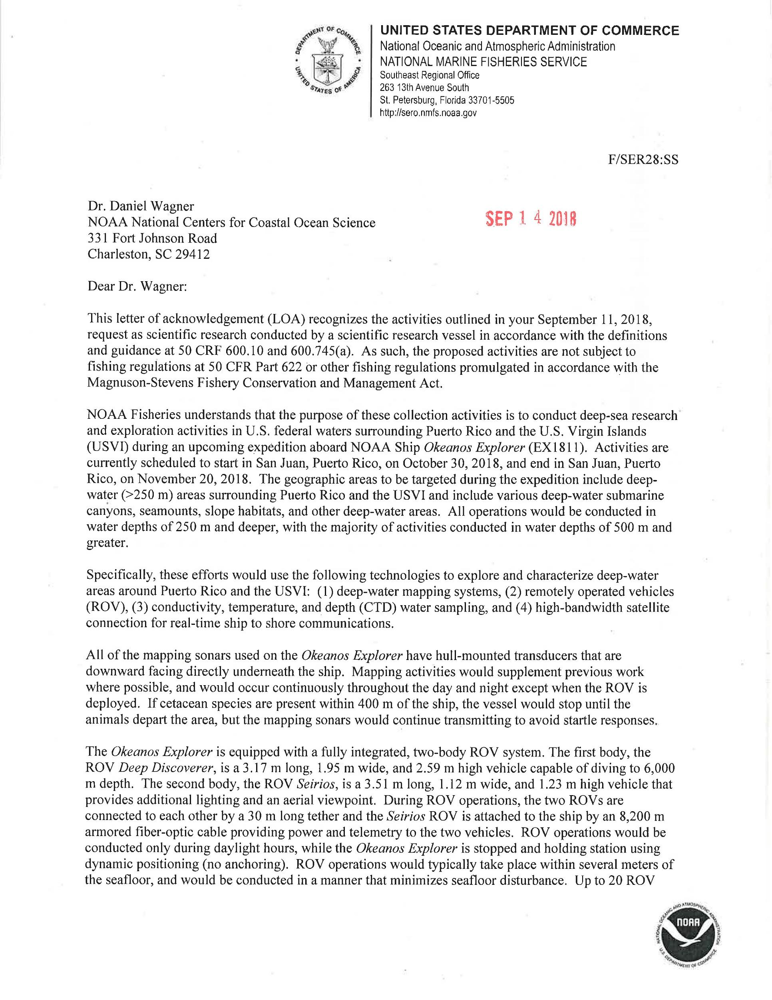 DEPARTMENT OF COMMERCE
UNITED STATES OF AMERICA
UNITED STATES DEPARTMENT OF COMMERCE
National Oceanic and Atmospheric Administration
NATIONAL MARINE FISHERIES SERVICE
Southeast Regional Office
263 13th Avenue South
St. Petersburg, Florida 33701-5505
http://sero.nmfs.noaa.gov
F/SER28:SS
Dr. Daniel Wagner
NOAA National Centers for Coastal Ocean Science
SEP 14 2018
331 Fort Johnson Road
Charleston, SC 29412
Dear Dr. Wagner:
This letter of acknowledgement (LOA) recognizes the activities outlined in your September 11, 2018,
request as scientific research conducted by a scientific research vessel in accordance with the definitions
and guidance at 50 CRF 600.10 and 600.745(a). As such, the proposed activities are not subject to
fishing regulations at 50 CFR Part 622 or other fishing regulations promulgated in accordance with the
Magnuson-Stevens Fishery Conservation and Management Act.
NOAA Fisheries understands that the purpose of these collection activities is to conduct deep-sea research
and exploration activities in U.S. federal waters surrounding Puerto Rico and the U.S. Virgin Islands
(USVI) during an upcoming expedition aboard NOAA Ship Okeanos Explorer (EX1811). Activities are
currently scheduled to start in San Juan, Puerto Rico, on October 30, 2018, and end in San Juan, Puerto
Rico, on November 20, 2018. The geographic areas to be targeted during the expedition include deep-
water (>250 m) areas surrounding Puerto Rico and the USVI and include various deep-water submarine
canyons, seamounts, slope habitats, and other deep-water areas. All operations would be conducted in
water depths of 250 m and deeper, with the majority of activities conducted in water depths of 500 m and
greater.
Specifically, these efforts would use the following technologies to explore and characterize deep-water
areas around Puerto Rico and the USVI: (1) deep-water mapping systems, (2) remotely operated vehicles
(ROV), (3) conductivity, temperature, and depth (CTD) water sampling, and (4) high-bandwidth satellite
connection for real-time ship to shore communications.
All of the mapping sonars used on the Okeanos Explorer have hull-mounted transducers that are
downward facing directly underneath the ship. Mapping activities would supplement previous work
where possible, and would occur continuously throughout the day and night except when the ROV is
deployed. If cetacean species are present within 400 m of the ship, the vessel would stop until the
animals depart the area, but the mapping sonars would continue transmitting to avoid startle responses.
The Okeanos Explorer is equipped with a fully integrated, two-body ROV system. The first body, the
ROV Deep Discoverer, is a 3.17 m long, 1.95 m wide, and 2.59 m high vehicle capable of diving to 6,000
m depth. The second body, the ROV Seirios, is a 3.51 m long, 1.12 m wide, and 1.23 m high vehicle that
provides additional lighting and an aerial viewpoint. During ROV operations, the two ROVs are
connected to each other by a 30 m long tether and the Seirios ROV is attached to the ship by an 8,200 m
armored fiber-optic cable providing power and telemetry to the two vehicles. ROV operations would be
conducted only during daylight hours, while the Okeanos Explorer is stopped and holding station using
dynamic positioning (no anchoring). ROV operations would typically take place within several meters of
the seafloor, and would be conducted in a manner that minimizes seafloor disturbance. Up to 20 ROV
NATIONAL OCEANIC AND ATMOSPHERIC ADMINISTRATION
NOAA
U.S. DEPARTMENT OF COMMERCE